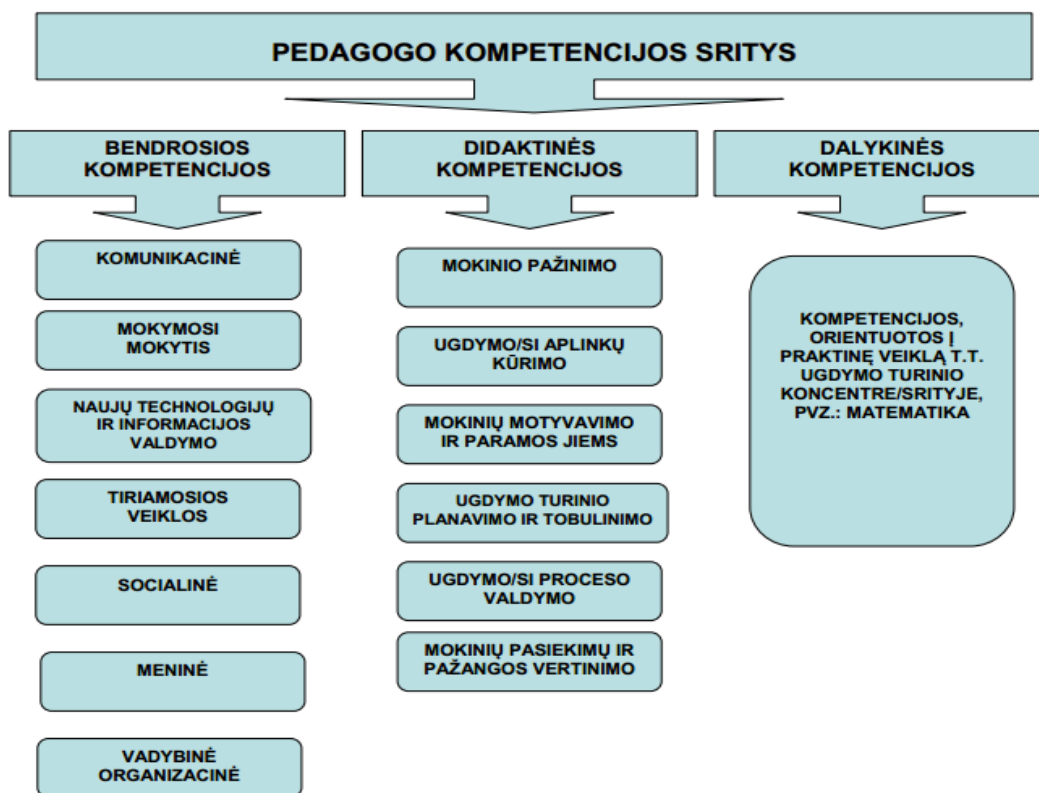 PEDAGOGO KOMPETENCIJOS SRITYS
BENDROSIOS
KOMPETENCIJOS
KOMUNIKACINĖ
MOKYMOSI
MOKYTIS
NAUJŲ TECHNOLOGIJŲ
IR INFORMACIJOS
VALDYMO
TIRIAMOSIOS
VEIKLOS
SOCIALINĖ
MENINĖ
VADYBINĖ
ORGANIZACINĖ
DIDAKTINĖS
KOMPETENCIJOS
MOKINIO PAŽINIMO
UGDYMO/SI APLINKŲ
KŪRIMO
MOKINIŲ MOTYVAVIMO
IR PARAMOS JIEMS
UGDYMO TURINIO
PLANAVIMO IR TOBULINIMO
UGDYMO/SI PROCESO
VALDYMO
MOKINIŲ PASIEKIMŲ IR
PAŽANGOS VERTINIMO
DALYKINĖS
KOMPETENCIJOS
KOMPETENCIJOS,
ORIENTUOTOS Į
PRAKTINĘ VEIKLĄ T.T.
UGDYMO TURINIO
KONCENTRE/SRITYJE,
PVZ.: MATEMATIKA